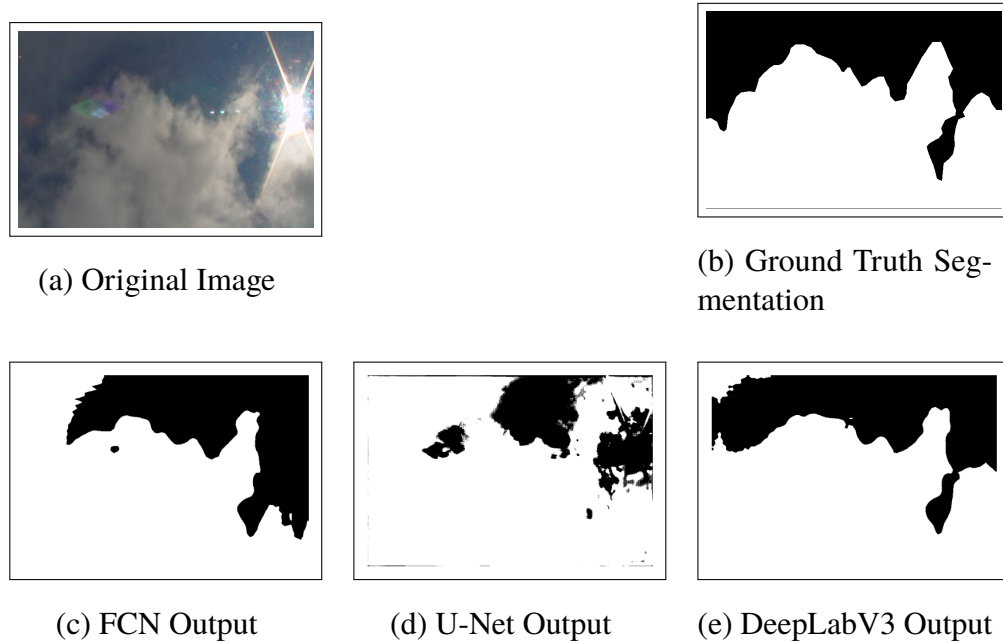 (a) Original Image
(b) Ground Truth Seg-
mentation
(c) FCN Output
(d) U-Net Output
(e) DeepLabV3 Output